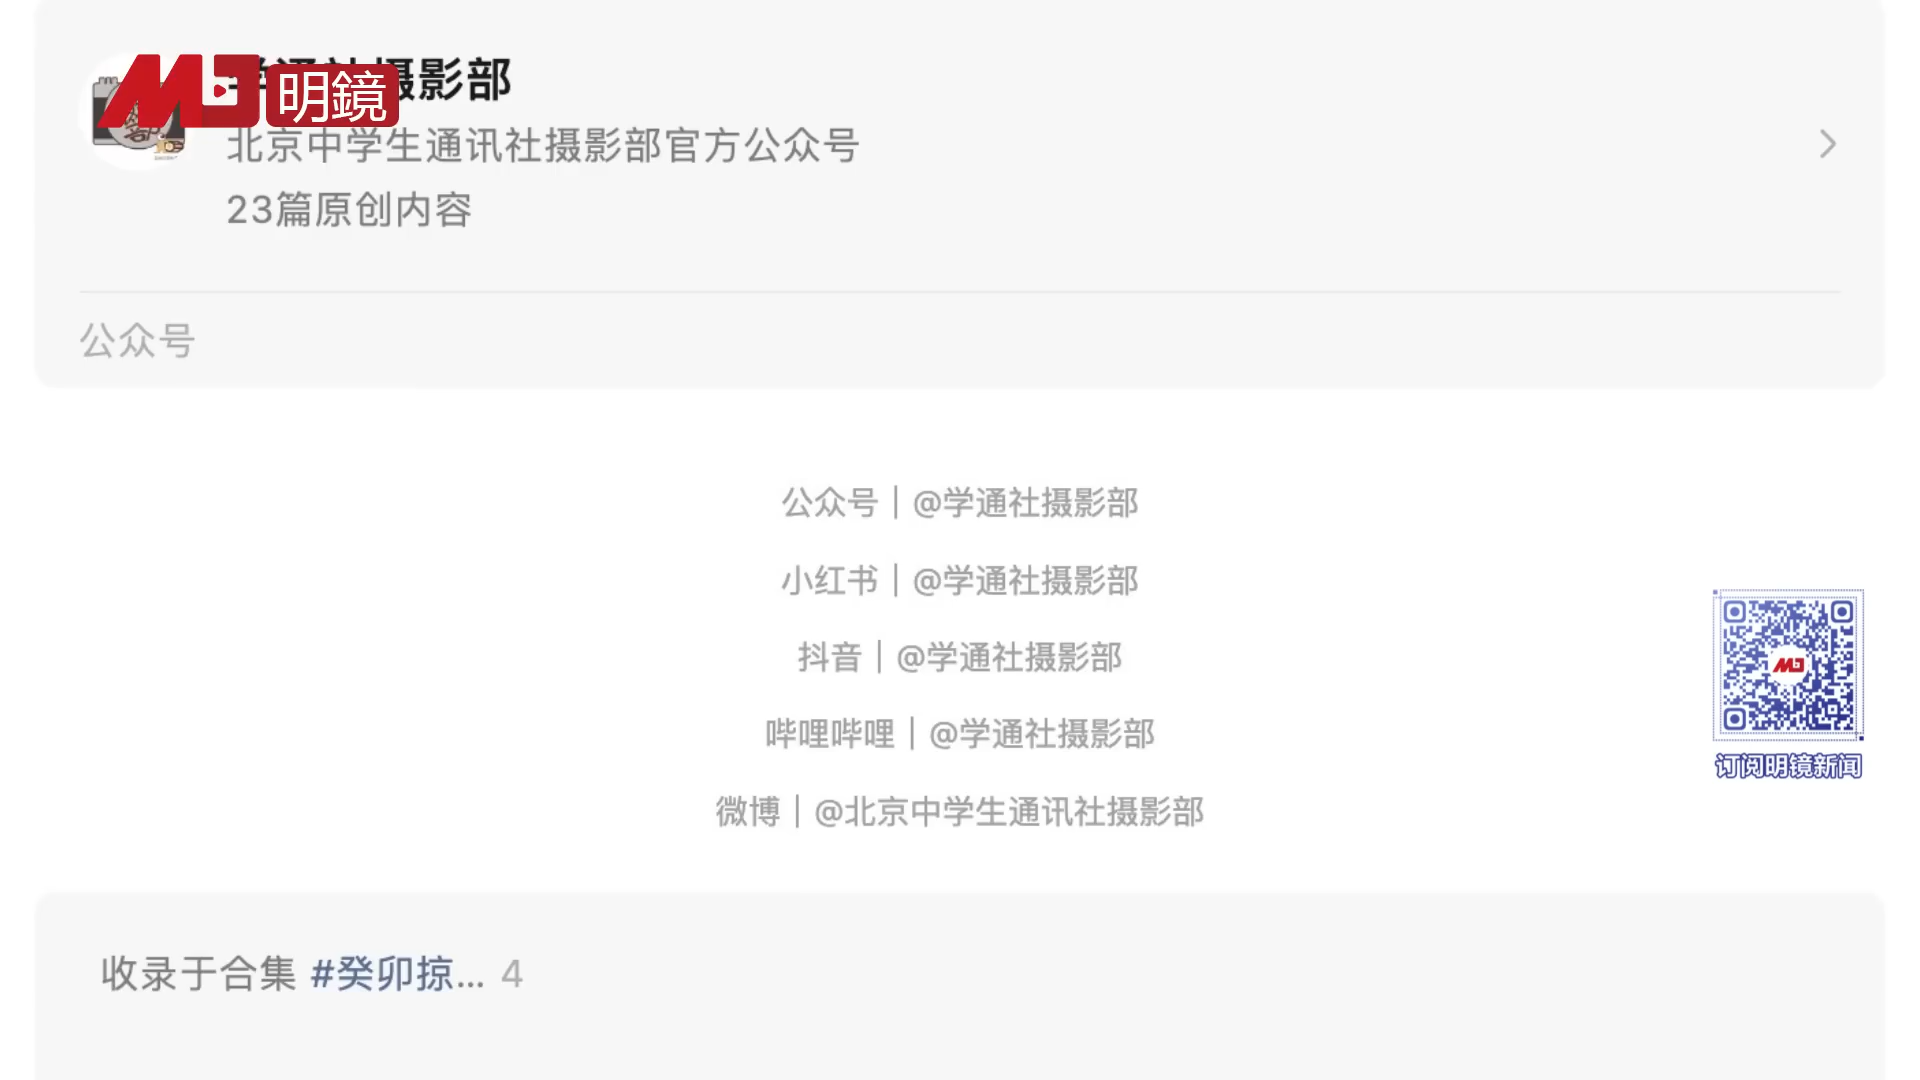 学通社摄影部
明鏡
北京中学生通讯社摄影部官方公众号
23篇原创内容
公众号
公众号｜@学通社摄影部
小红书｜@学通社摄影部
抖音｜@学通社摄影部
哔哩哔哩｜@学通社摄影部
微博｜@北京中学生通讯社摄影部
订阅明镜新闻
收录于合集 #癸卯掠... 4